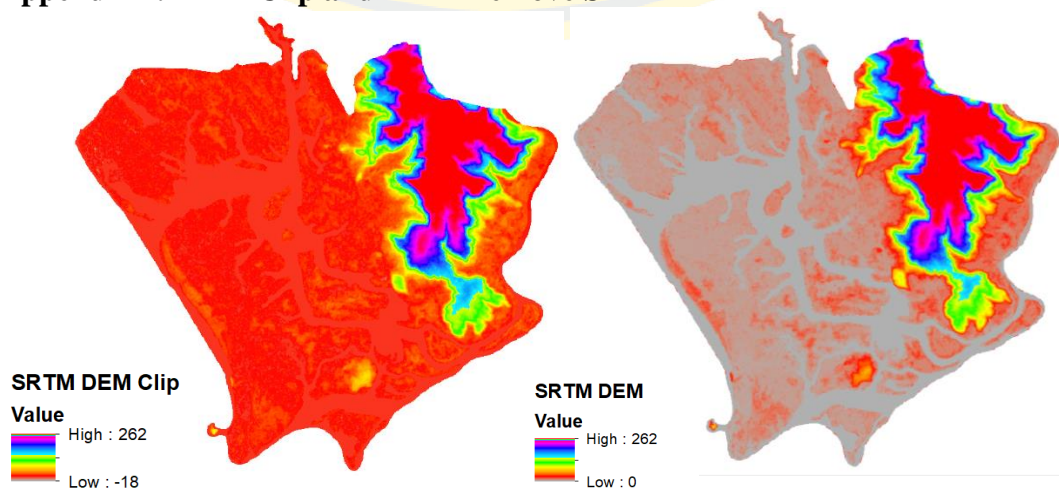 SRTM DEM Clip
Value
High : 262
Low : -18
SRTM DEM
Value
High : 262
Low : 0